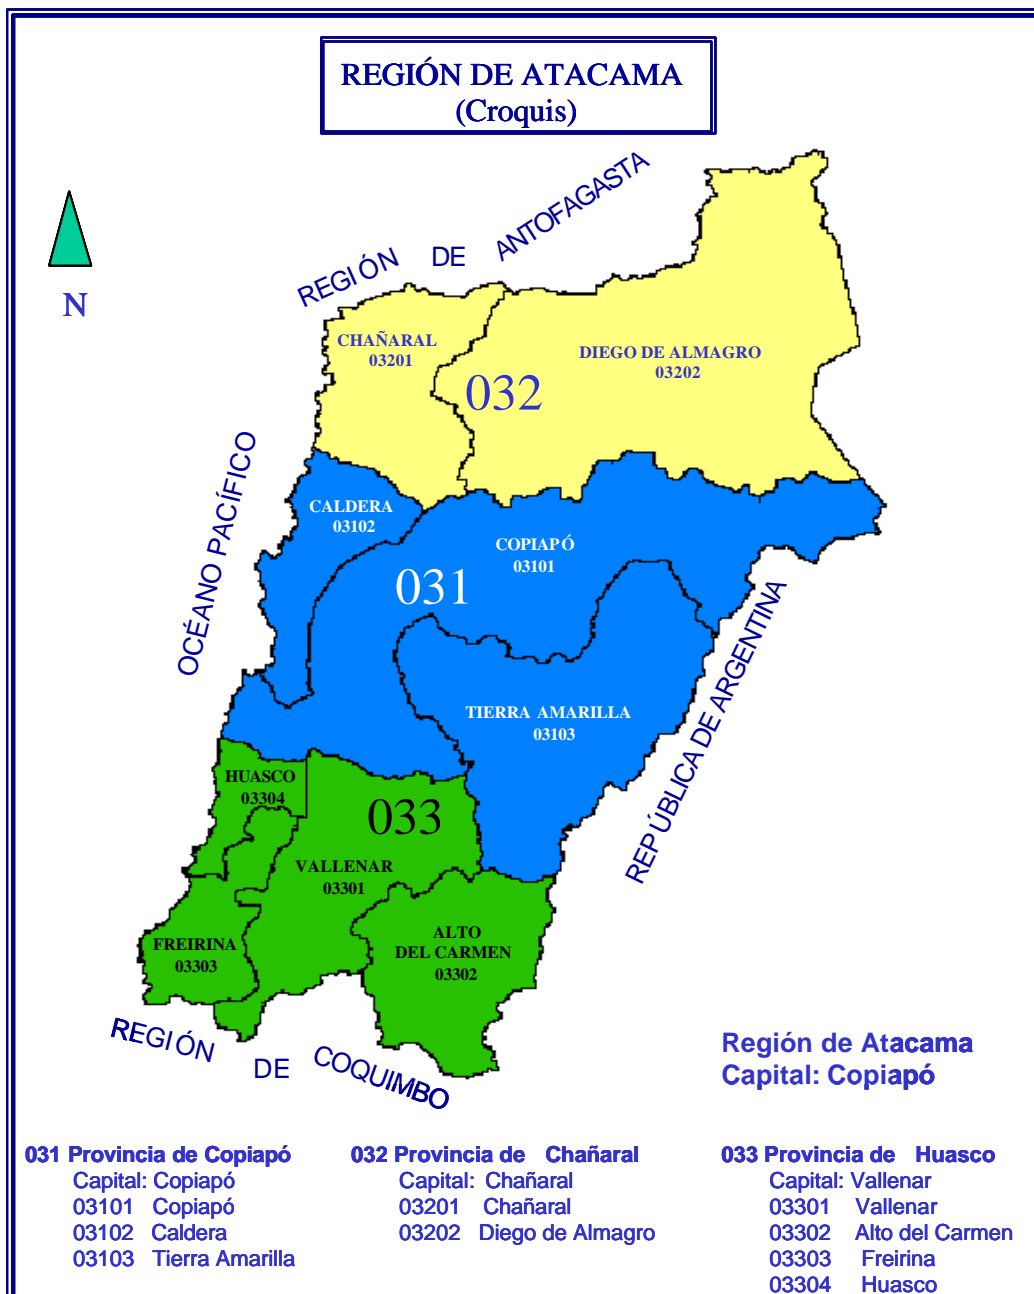 REGIÓN DE ATACAMA
(Croquis)
REGIÓN DE ANTOFAGASTA
N
CHAÑARAL
03201
DIEGO DE ALMAGRO
03202
032
OCÉANO PACÍFICO
CALDERA
03102
COPIAPÓ
03101
031
REPÚBLICA DE ARGENTINA
TIERRA AMARILLA
03103
HUASCO
03304
033
VALLENAR
03301
FREIRINA
03303
ALTO
DEL CARMEN
03302
REGIÓN DE COQUIMBO
Región de Atacama
Capital: Copiapó
031 Provincia de Copiapó
Capital: Copiapó
03101 Copiapó
03102 Caldera
03103 Tierra Amarilla
032 Provincia de Chañaral
Capital: Chañaral
03201 Chañaral
03202 Diego de Almagro
033 Provincia de Huasco
Capital: Vallenar
03301 Vallenar
03302 Alto del Carmen
03303 Freirina
03304 Huasco